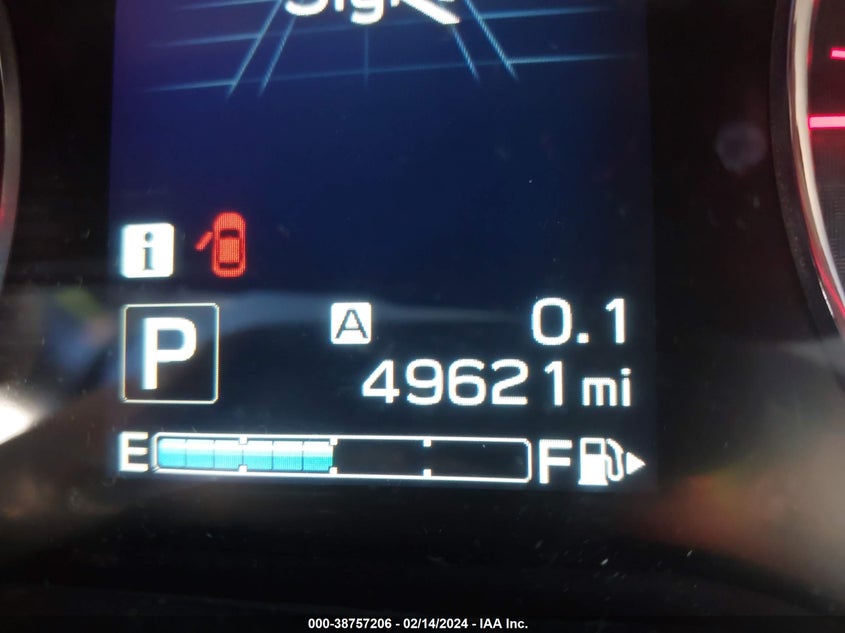 i
P A 0.1
49621 mi
E F
000-38757206 - 02/14/2024 - IAA Inc.